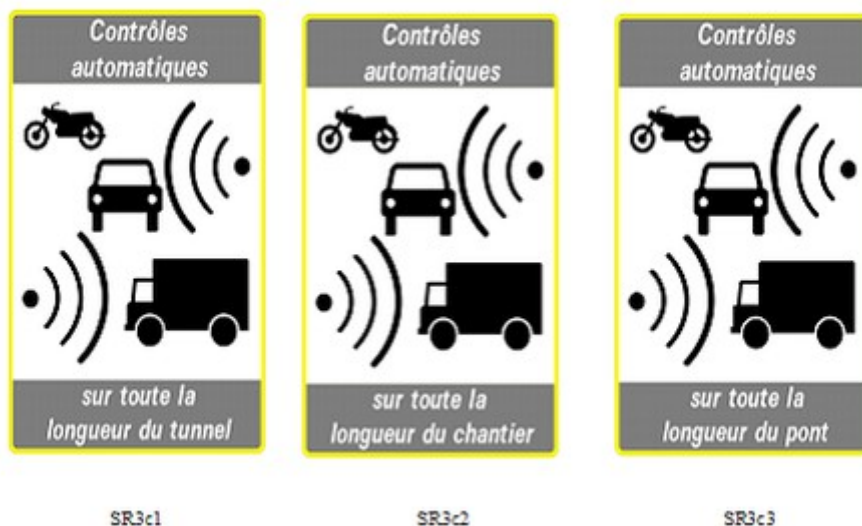 Contrôles
automatiques
sur toute la
longueur du tunnel
SR3c1
Contrôles
automatiques
sur toute la
longueur du chantier
SR3c2
Contrôles
automatiques
sur toute la
longueur du pont
SR3c3